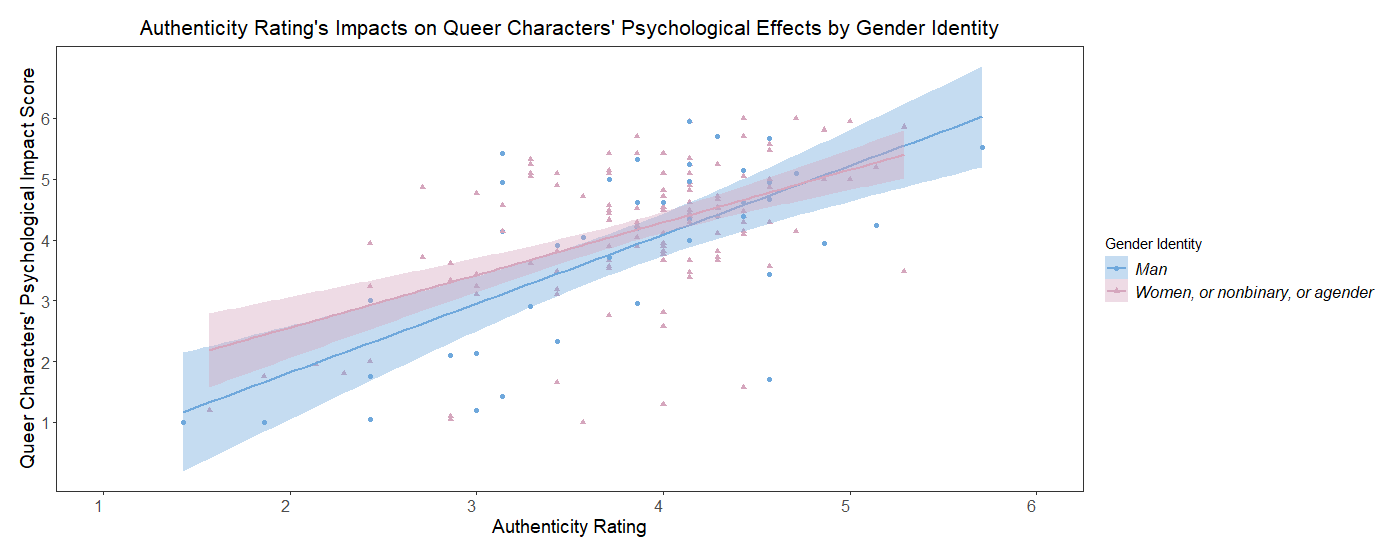 Authenticity Rating's Impacts on Queer Characters' Psychological Effects by Gender Identity
Queer Characters' Psychological Impact Score
6
5
4
3
2
1
1 2 3 4 5 6
Authenticity Rating
Gender Identity
Man
Women, or nonbinary, or agender